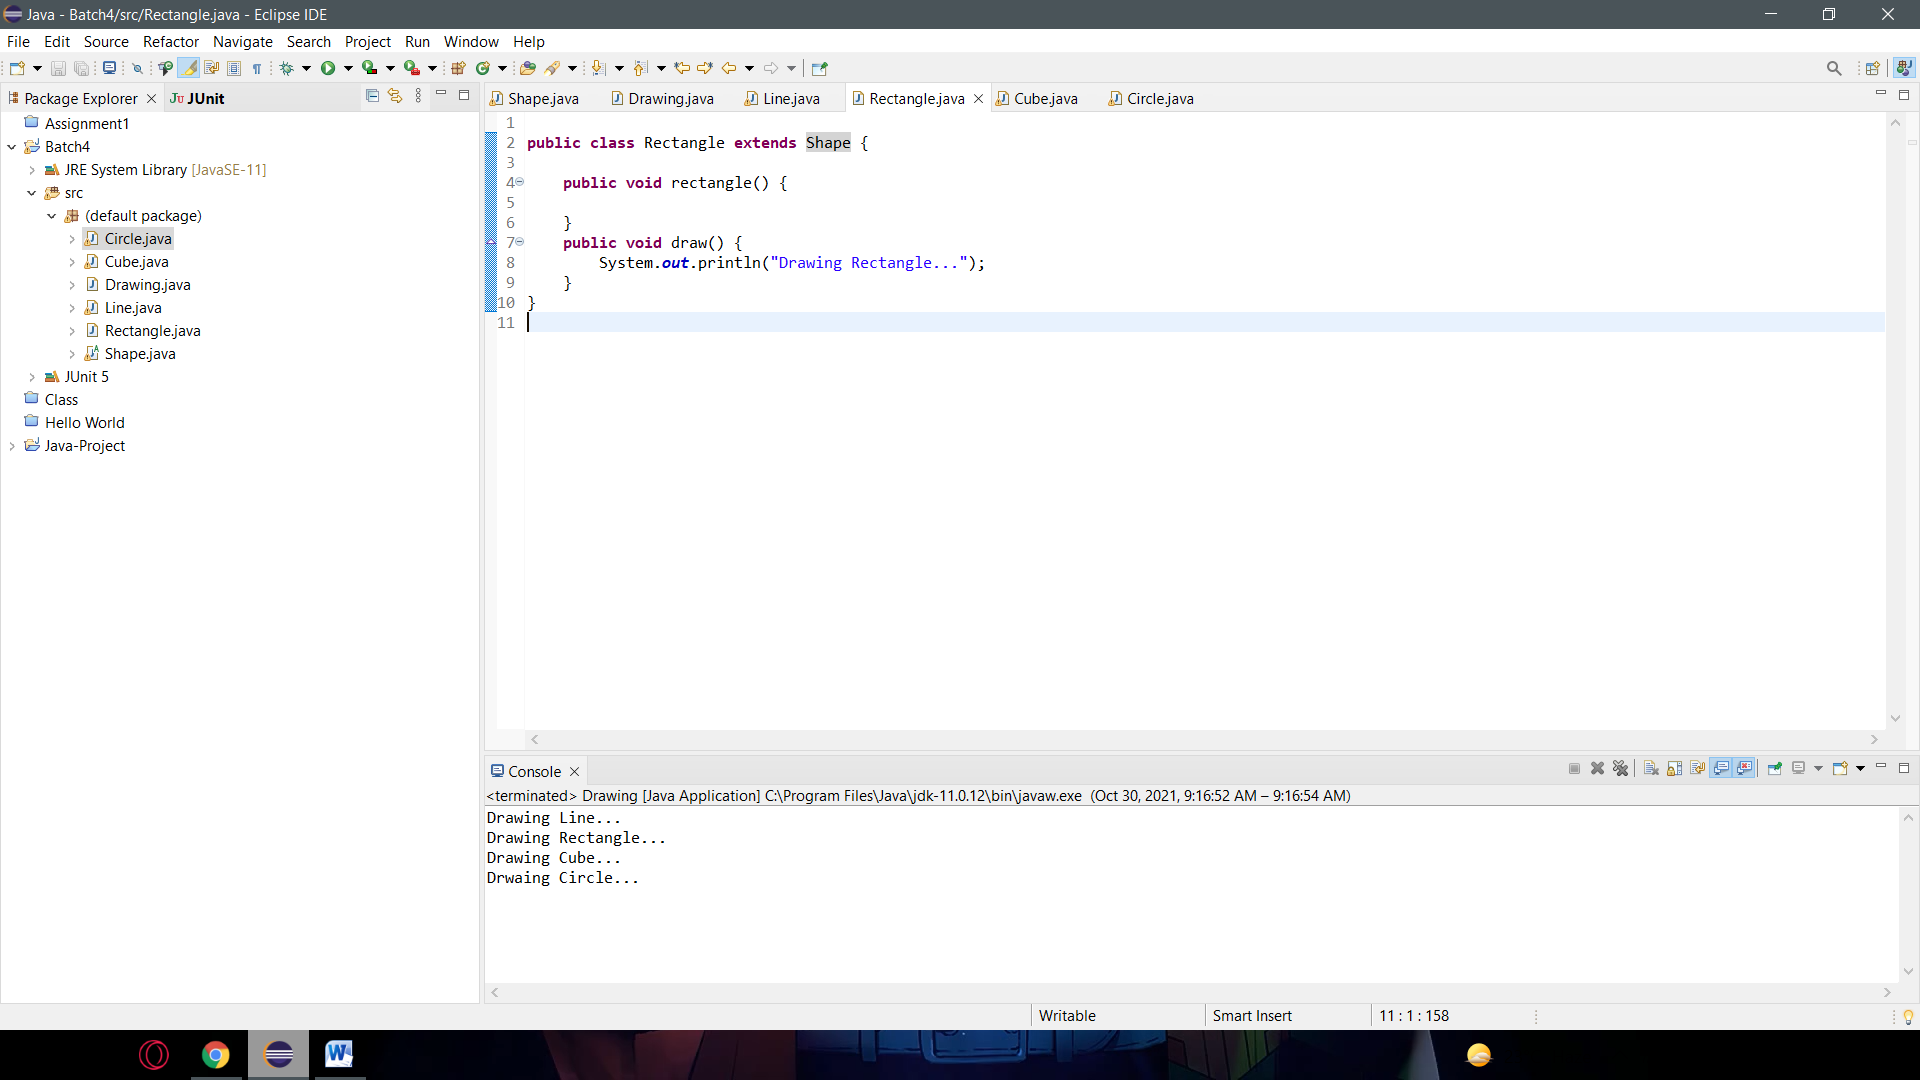 Java - Batch4/src/Rectangle.java - Eclipse IDE
File Edit Source Refactor Navigate Search Project Run Window Help
Package Explorer JUnit
Shape.java Drawing.java Line.java Rectangle.java Cube.java Circle.java
Assignment1
Batch4
JRE System Library [JavaSE-11]
src
(default package)
Circle.java
Cube.java
Drawing.java
Line.java
Rectangle.java
Shape.java
JUnit 5
Class
Hello World
Java-Project
1
2 public class Rectangle extends Shape {
3
4 public void rectangle() {
5
6 }
7 public void draw() {
8 System.out.println("Drawing Rectangle...");
9 }
10 }
11
Console
<terminated> Drawing [Java Application] C:\Program Files\Java\jdk-11.0.12\bin\javaw.exe (Oct 30, 2021, 9:16:52 AM – 9:16:54 AM)
Drawing Line...
Drawing Rectangle...
Drawing Cube...
Drwaing Circle...
Writable Smart Insert 11 : 1 : 158